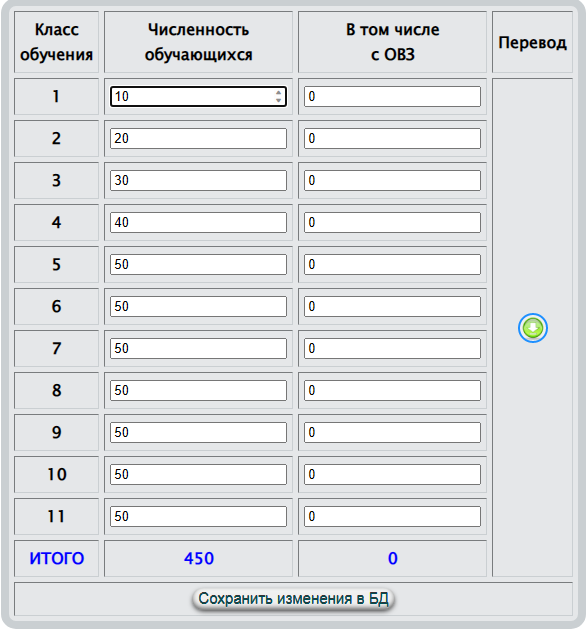 Класс обучения Численность обучающихся В том числе с ОВЗ Перевод
1 10 0
2 20 0
3 30 0
4 40 0
5 50 0
6 50 0
7 50 0
8 50 0
9 50 0
10 50 0
11 50 0
ИТОГО 450 0
Сохранить изменения в БД